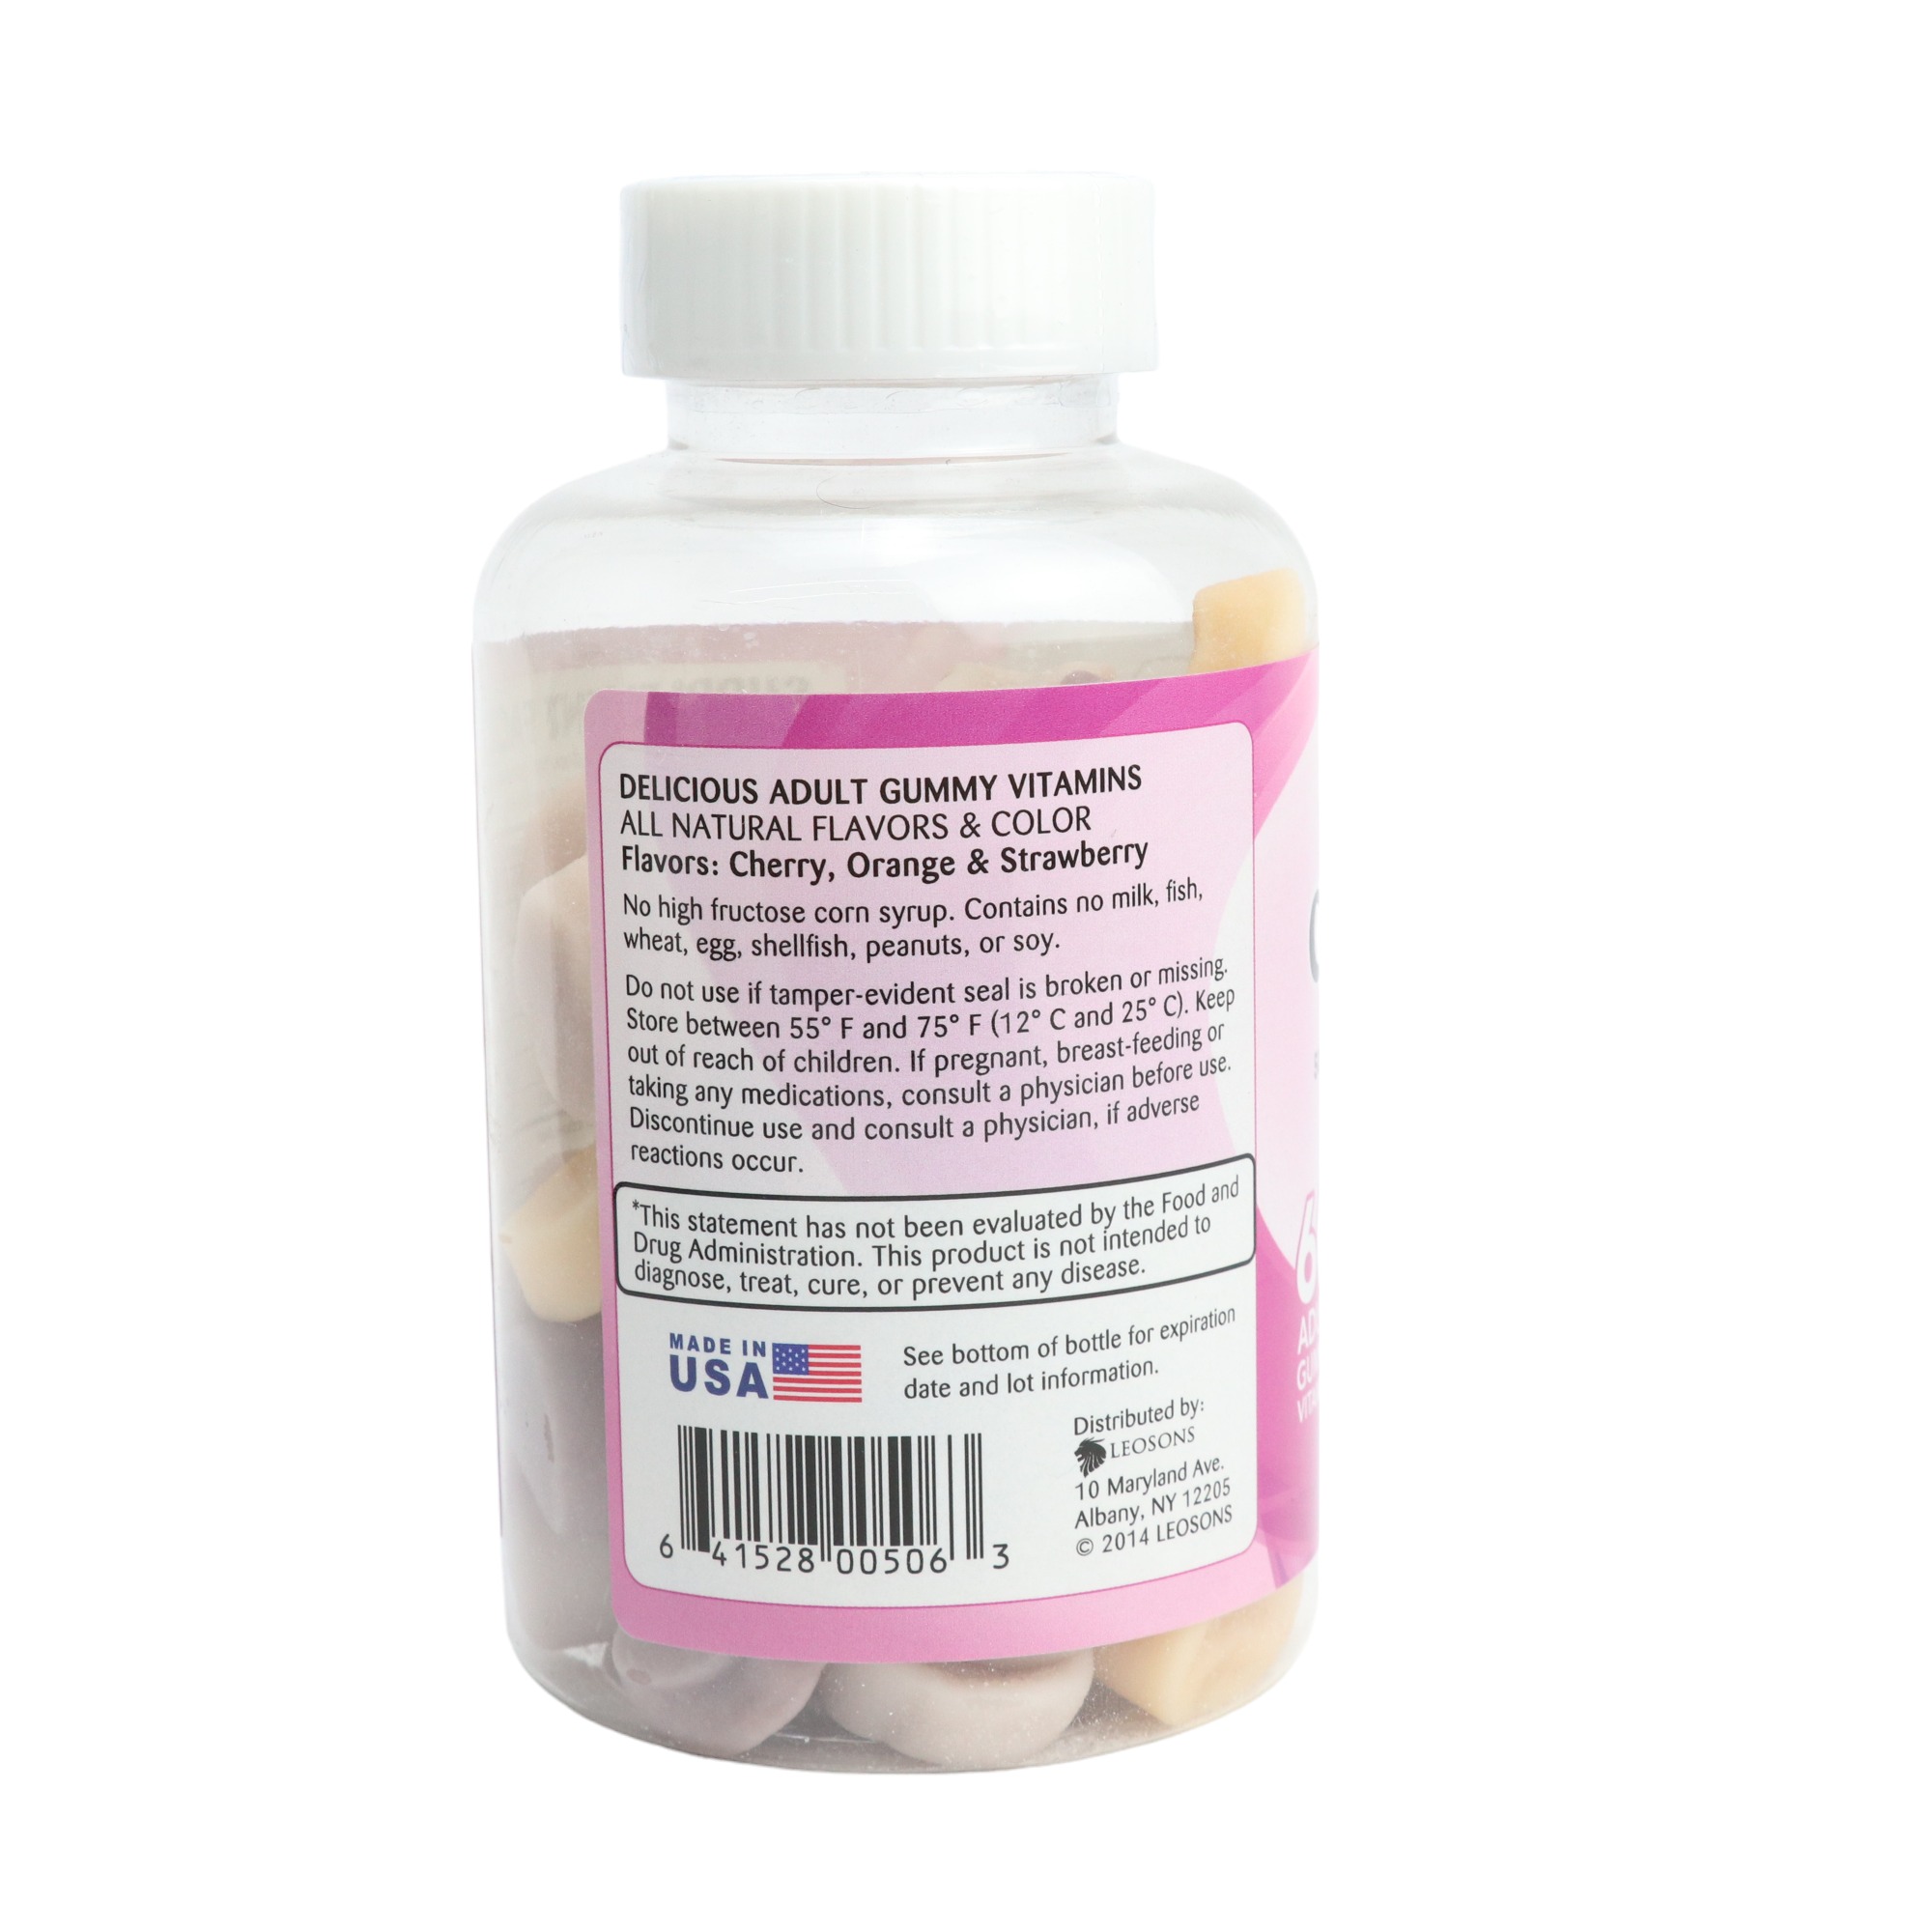 DELICIOUS ADULT GUMMY VITAMINS
ALL NATURAL FLAVORS & COLOR
Flavors: Cherry, Orange & Strawberry
No high fructose corn syrup. Contains no milk, fish,
wheat, egg, shellfish, peanuts, or soy.
Do not use if tamper-evident seal is broken or missing.
Store between 55° F and 75° F (12° C and 25° C). Keep
out of reach of children. If pregnant, breast-feeding or
taking any medications, consult a physician before use.
Discontinue use and consult a physician, if adverse
reactions occur.
*This statement has not been evaluated by the Food and
Drug Administration. This product is not intended to
diagnose, treat, cure, or prevent any disease.
MADE IN
USA
See bottom of bottle for expiration
date and lot information.
Distributed by:
LEOSONS
10 Maryland Ave.
Albany, NY 12205
© 2014 LEOSONS
6 41528 00506 3